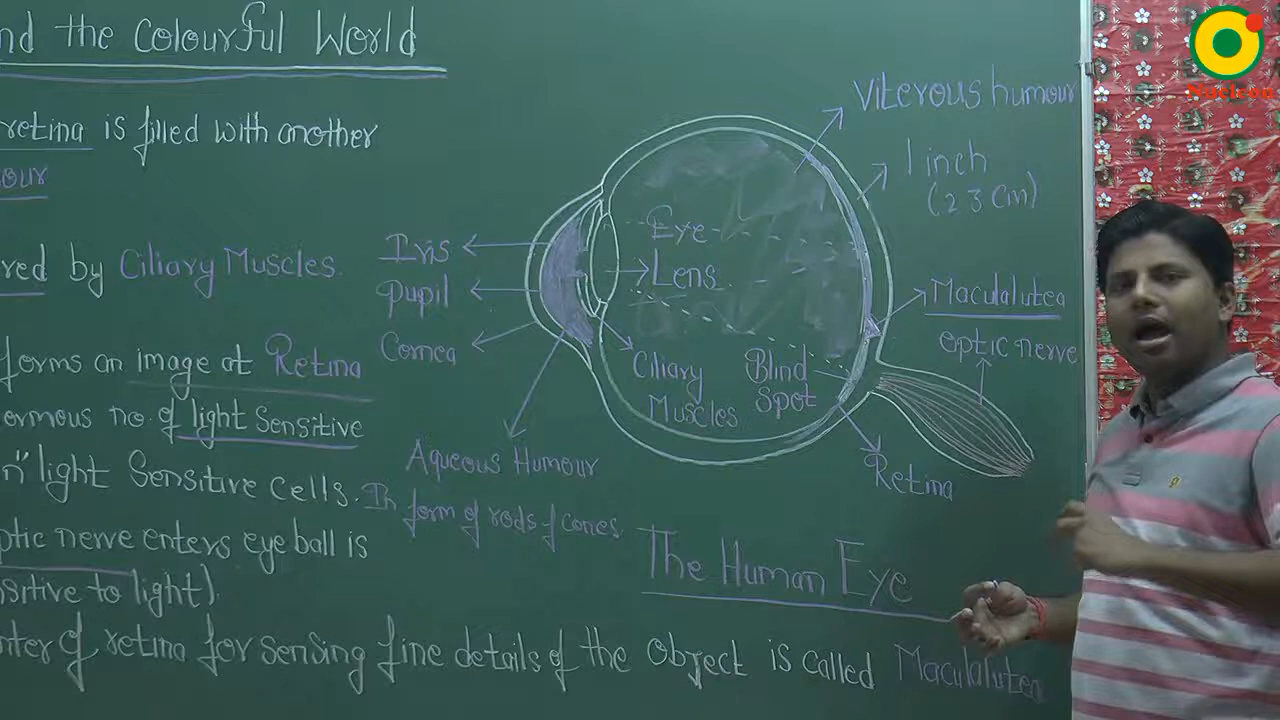 nd the Colourful World
retina is filled with another
our
red by Ciliary Muscles.
forms an image at Retina
ormous no. of light Sensitive
n" light Sensitive cells.
ptic nerve enters eye ball is
sitive to light)
nter of retina for sensing fine details of the object is called Maculalutea
Viterous humour
1 inch
(2 3 Cm)
Iris
Pupil
Cornea
Eye
Lens
Maculalutea
optic nerve
Ciliary
Muscles
Blind
Spot
Retina
Aqueous Humour
In form of rods f cones
The Human Eye
Nucleon